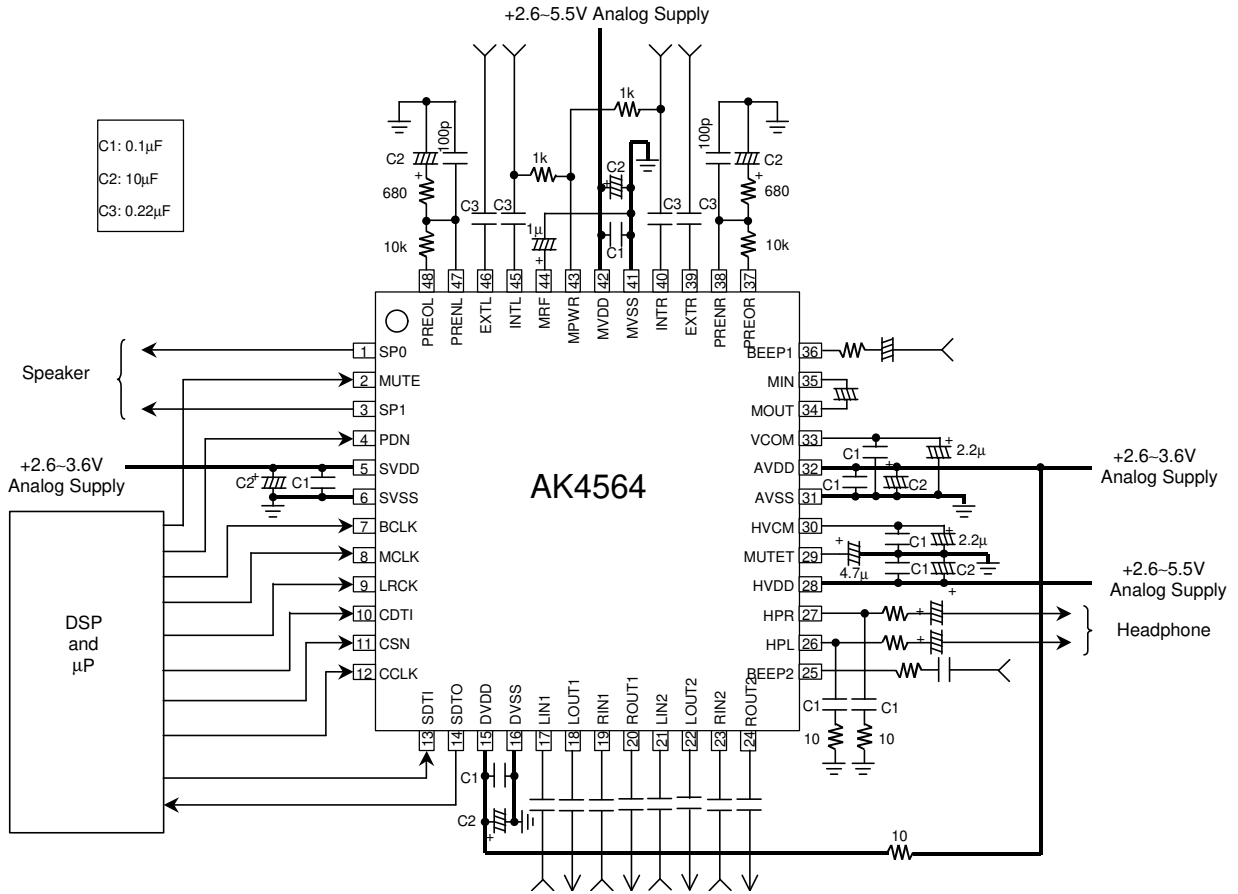 +2.6~5.5V Analog Supply
C1: 0.1µF
C2: 10µF
C3: 0.22µF
1k
1k
C2
100p
680
10k
C3
C3
1µ
C2
C1
C3
C3
100p
C2
680
10k
48
47
46
45
44
43
42
41
40
39
38
37
PREOL
PRENL
EXTL
INTL
MRF
MPWR
MVDD
MVSS
INTR
EXTR
PRENR
PREOR
Speaker
+2.6~3.6V
Analog Supply
C2
C1
1 SP0
2 MUTE
3 SP1
4 PDN
5 SVDD
6 SVSS
7 BCLK
8 MCLK
9 LRCK
10 CDTI
11 CSN
12 CCLK
AK4564
DSP
and
µP
BEEP1 36
MIN 35
MOUT 34
VCOM 33
AVDD 32
AVSS 31
HVCM 30
MUTET 29
HVDD 28
HPR 27
HPL 26
BEEP2 25
C1
2.2µ
C1
C2
+2.6~3.6V
Analog Supply
C1
2.2µ
4.7µ
C1
C2
+2.6~5.5V
Analog Supply
Headphone
C1
C1
10
10
SDTI
SDTO
DVDD
DVSS
LIN1
LOUT1
RIN1
ROUT1
LIN2
LOUT2
RIN2
ROUT2
13
14
15
16
17
18
19
20
21
22
23
24
C1
C2
10